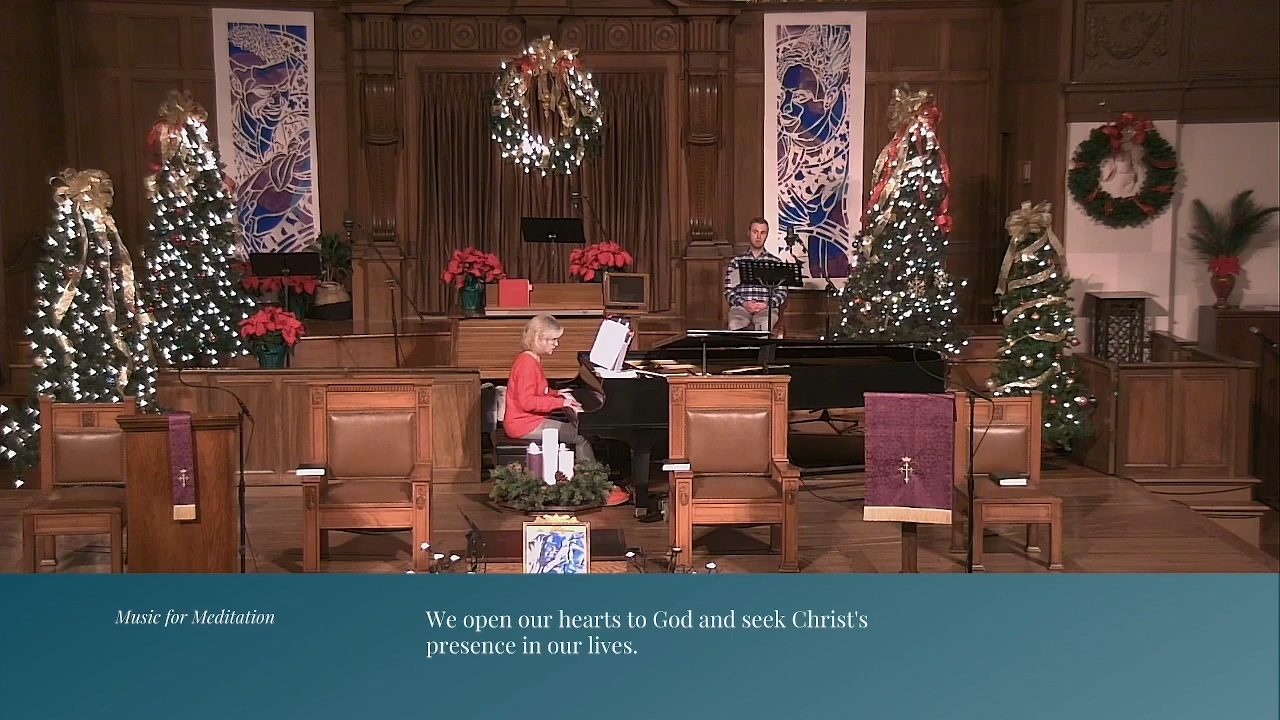 Music for Meditation
We open our hearts to God and seek Christ's
presence in our lives.